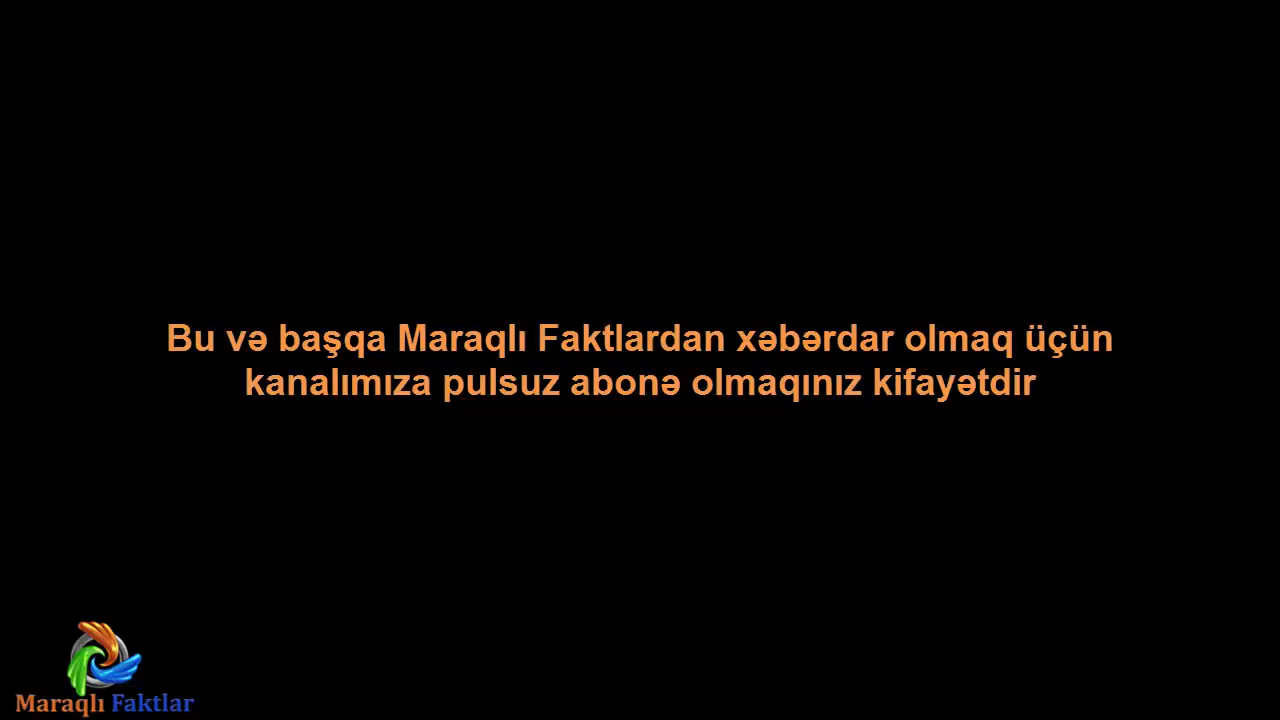 Bu və başqa Maraqlı Faktlardan xəbərdar olmaq üçün
kanalımıza pulsuz abonə olmaqınız kifayətdir
Maraqlı Faktlar